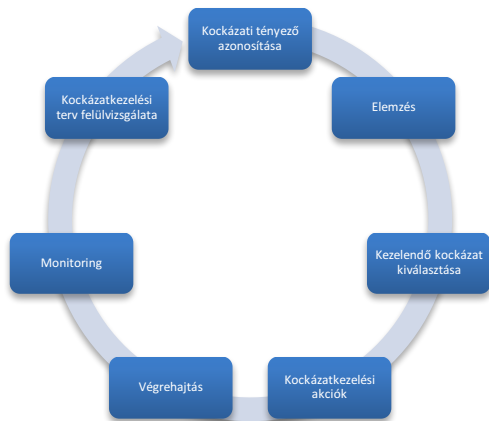 Kockázati tényező
azonosítása
Elemzés
Kezelendő kockázat
kiválasztása
Kockázatkezelési
akciók
Végrehajtás
Monitoring
Kockázatkezelési
terv felülvizsgálata